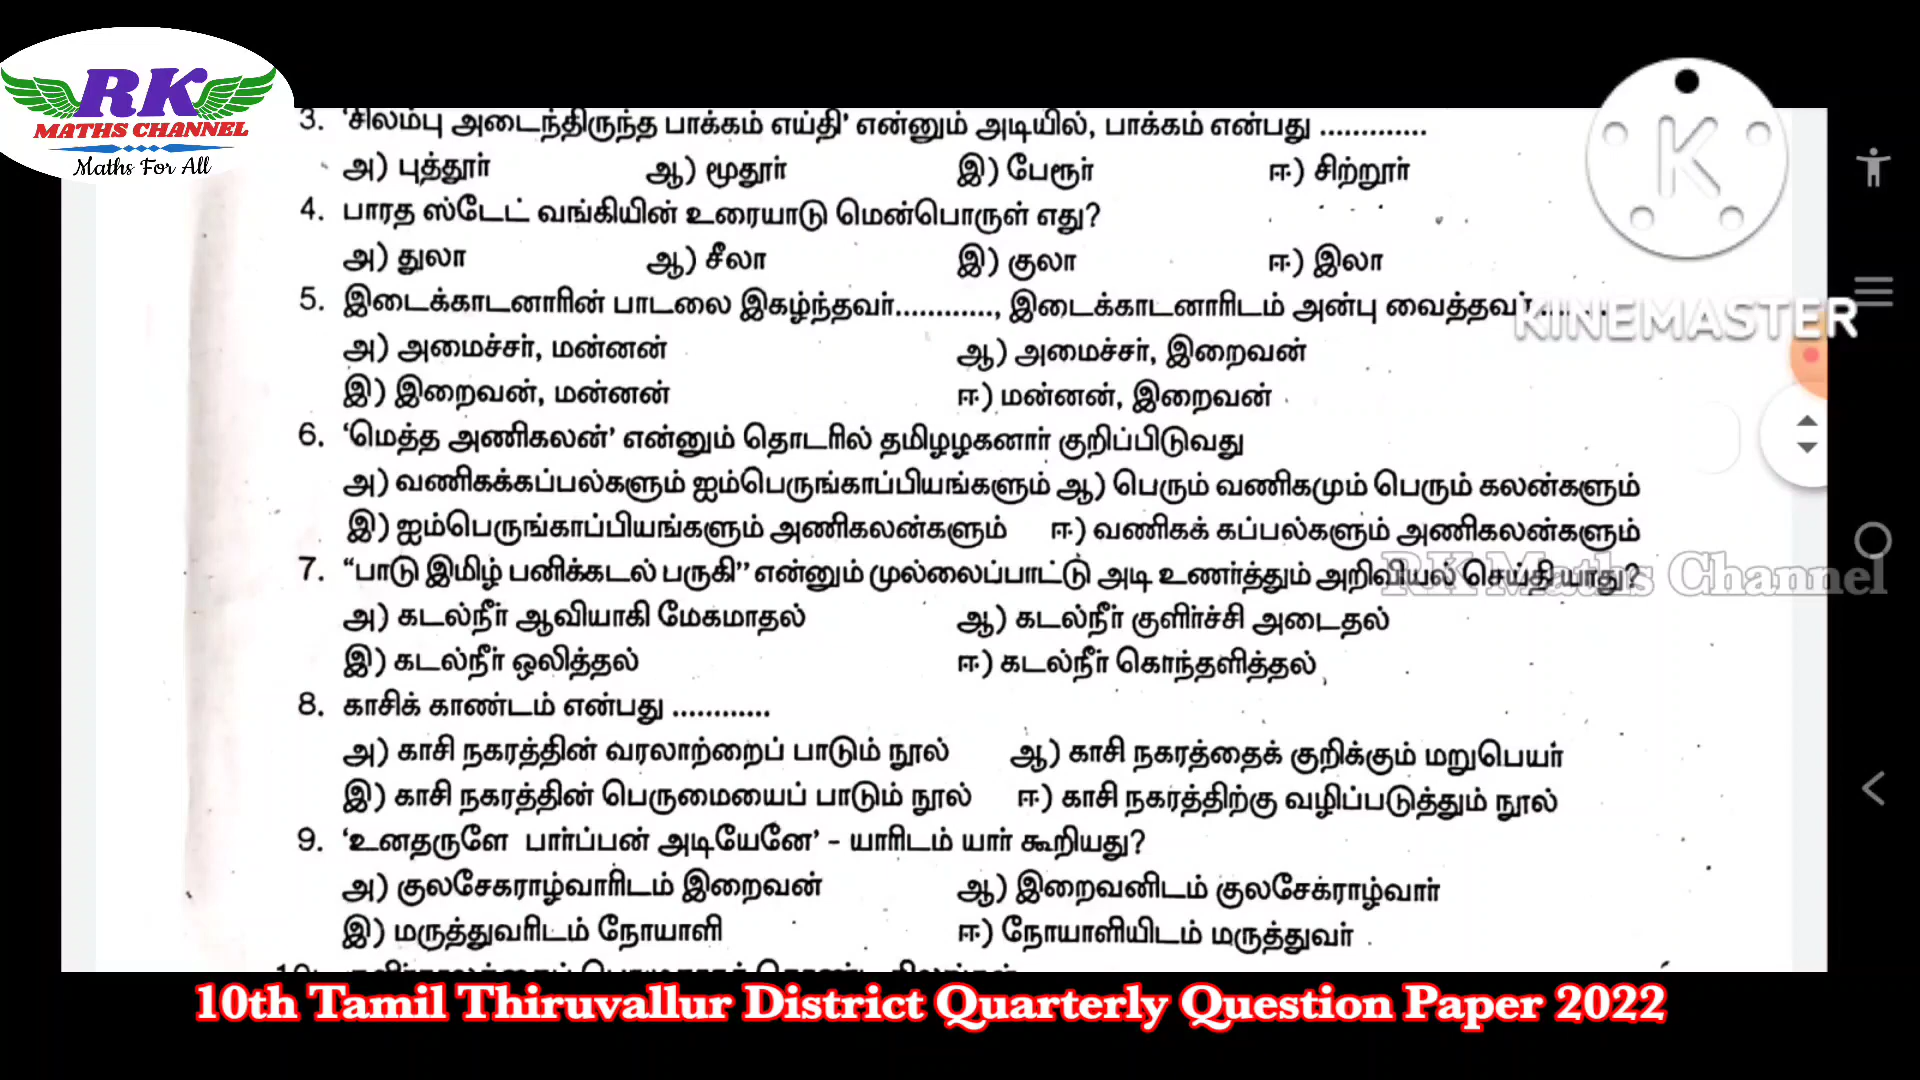 RK
MATHS CHANNEL
Maths For All
K
KINEMASTER
3. 'சிலம்பு அடைந்திருந்த பாக்கம் எய்தி' என்னும் அடியில், பாக்கம் என்பது .............
அ) புத்தூர் ஆ) மூதூர் இ) பேரூர் ஈ) சிற்றூர்
4. பாரத ஸ்டேட் வங்கியின் உரையாடு மென்பொருள் எது?
அ) துலா ஆ) சீலா இ) குலா ஈ) இலா
5. இடைக்காடனாரின் பாடலை இகழ்ந்தவர்............, இடைக்காடனாரிடம் அன்பு வைத்தவர்........
அ) அமைச்சர், மன்னன் ஆ) அமைச்சர், இறைவன்
இ) இறைவன், மன்னன் ஈ) மன்னன், இறைவன்
6. 'மெத்த அணிகலன்' என்னும் தொடரில் தமிழழகனார் குறிப்பிடுவது
அ) வணிகக்கப்பல்களும் ஐம்பெருங்காப்பியங்களும் ஆ) பெரும் வணிகமும் பெரும் கலன்களும்
இ) ஐம்பெருங்காப்பியங்களும் அணிகலன்களும் ஈ) வணிகக் கப்பல்களும் அணிகலன்களும்
7. “பாடு இமிழ் பனிக்கடல் பருகி” என்னும் முல்லைப்பாட்டு அடி உணர்த்தும் அறிவியல் செய்தி யாது?
RK Maths Channel
அ) கடல்நீர் ஆவியாகி மேகமாதல் ஆ) கடல்நீர் குளிர்ச்சி அடைதல்
இ) கடல்நீர் ஒலித்தல் ஈ) கடல்நீர் கொந்தளித்தல்
8. காசிக் காண்டம் என்பது ............
அ) காசி நகரத்தின் வரலாற்றைப் பாடும் நூல் ஆ) காசி நகரத்தைக் குறிக்கும் மறுபெயர்
இ) காசி நகரத்தின் பெருமையைப் பாடும் நூல் ஈ) காசி நகரத்திற்கு வழிப்படுத்தும் நூல்
9. 'உனதருளே பார்ப்பன் அடியேனே' - யாரிடம் யார் கூறியது?
அ) குலசேகராழ்வாரிடம் இறைவன் ஆ) இறைவனிடம் குலசேக்ராழ்வார்
இ) மருத்துவரிடம் நோயாளி ஈ) நோயாளியிடம் மருத்துவர்
10th Tamil Thiruvallur District Quarterly Question Paper 2022